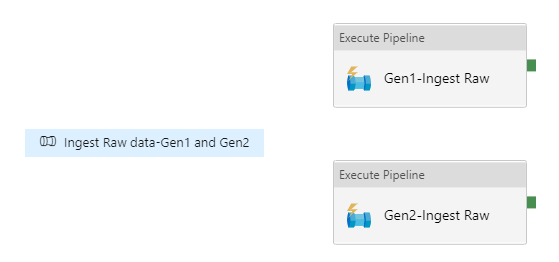 Execute Pipeline
Gen1-Ingest Raw
Ingest Raw data-Gen1 and Gen2
Execute Pipeline
Gen2-Ingest Raw